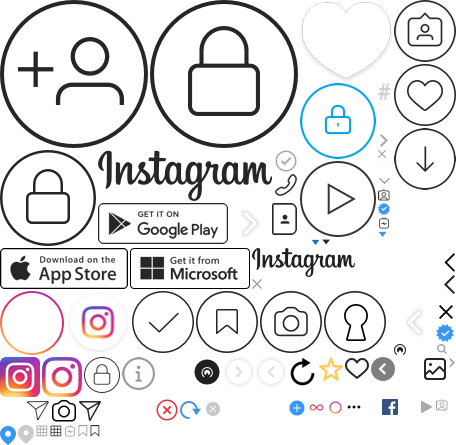 Instagram
GET IT ON
Google Play
Download on the
App Store
Get it from
Microsoft
Instagram